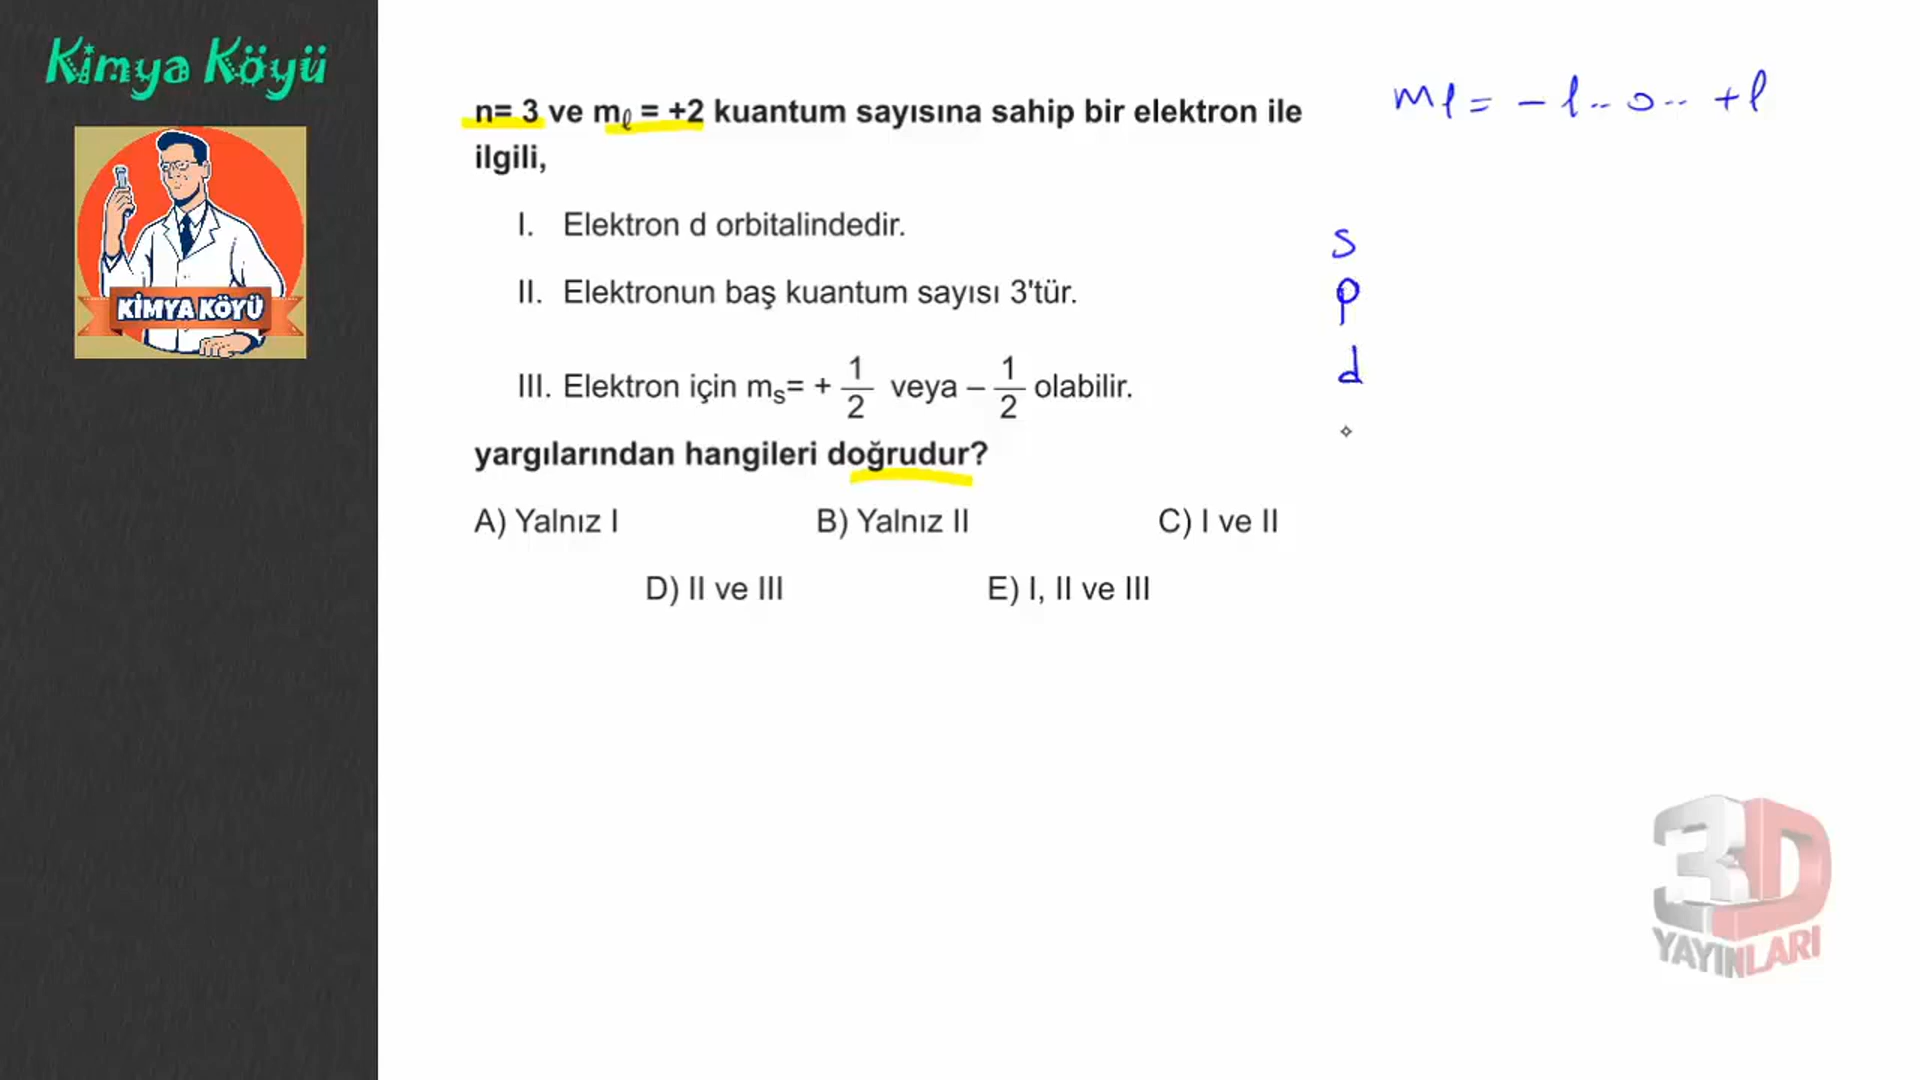 Kimya Köyü
KİMYA KÖYÜ
n= 3 ve mℓ = +2 kuantum sayısına sahip bir elektron ile
ilgili,
mℓ = -ℓ..0.. +ℓ
I. Elektron d orbitalindedir.
II. Elektronun baş kuantum sayısı 3'tür.
III. Elektron için ms= + 1/2 veya – 1/2 olabilir.
s
p
d
yargılarından hangileri doğrudur?
A) Yalnız I
B) Yalnız II
C) I ve II
D) II ve III
E) I, II ve III
3D
YAYINLARI